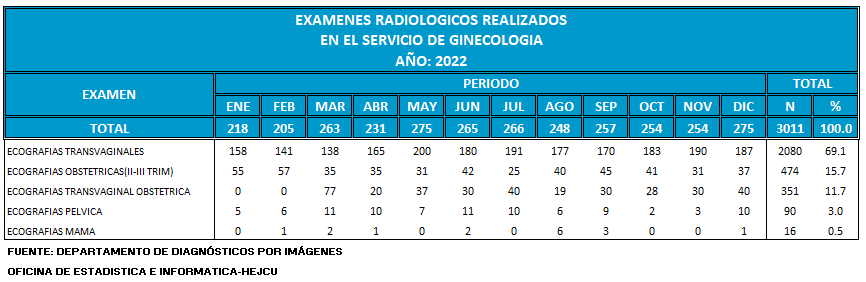 EXAMENES RADIOLOGICOS REALIZADOS
EN EL SERVICIO DE GINECOLOGIA
AÑO: 2022
EXAMEN PERIODO TOTAL
ENE FEB MAR ABR MAY JUN JUL AGO SEP OCT NOV DIC N %
TOTAL 218 205 263 231 275 265 266 248 257 254 254 275 3011 100.0
ECOGRAFIAS TRANSVAGINALES 158 141 138 165 200 180 191 177 170 183 190 187 2080 69.1
ECOGRAFIAS OBSTETRICAS(II-III TRIM) 55 57 35 35 31 42 25 40 45 41 31 37 474 15.7
ECOGRAFIAS TRANSVAGINAL OBSTETRICA 0 0 77 20 37 30 40 19 30 28 30 40 351 11.7
ECOGRAFIAS PELVICA 5 6 11 10 7 11 10 6 9 2 3 10 90 3.0
ECOGRAFIAS MAMA 0 1 2 1 0 2 0 6 3 0 0 1 16 0.5
FUENTE: DEPARTAMENTO DE DIAGNÓSTICOS POR IMÁGENES
OFICINA DE ESTADISTICA E INFORMATICA-HEJCU